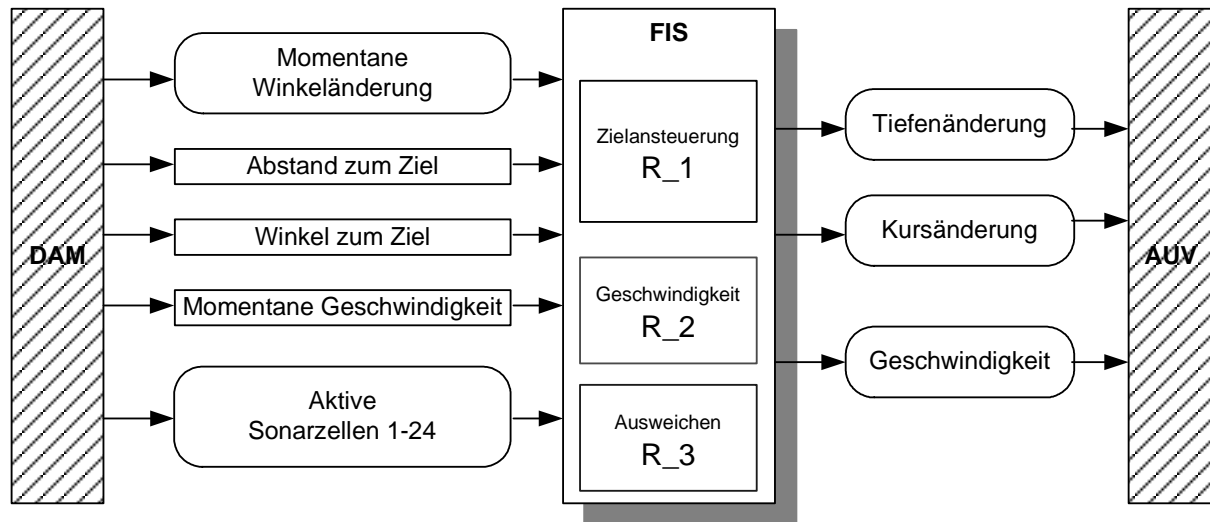 DAM
Momentane
Winkeländerung
Abstand zum Ziel
Winkel zum Ziel
Momentane Geschwindigkeit
Aktive
Sonarzellen 1-24
FIS
Zielansteuerung
R_1
Geschwindigkeit
R_2
Ausweichen
R_3
Tiefenänderung
Kursänderung
Geschwindigkeit
AUV